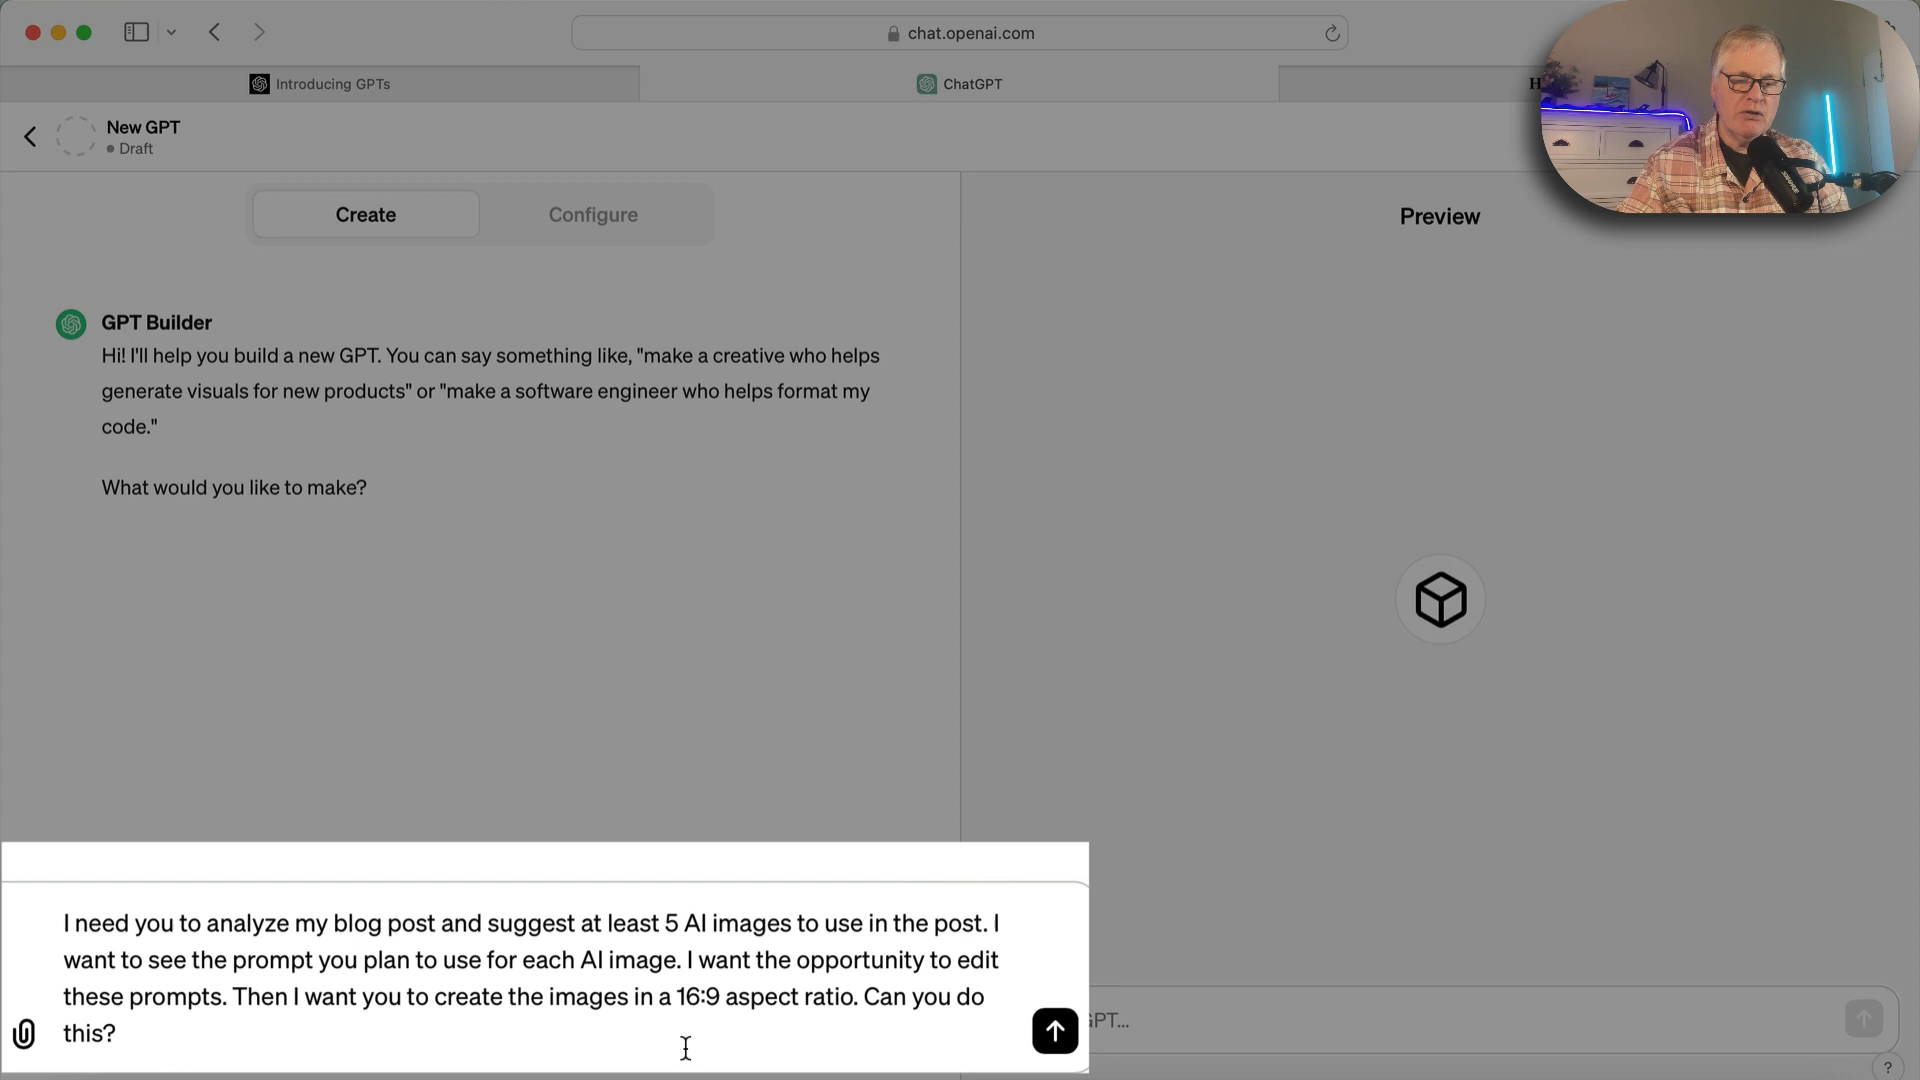 chat.openai.com
Introducing GPTs
ChatGPT
H
New GPT
Draft
Create
Configure
Preview
GPT Builder
Hi! I'll help you build a new GPT. You can say something like, "make a creative who helps
generate visuals for new products" or "make a software engineer who helps format my
code."
What would you like to make?
I need you to analyze my blog post and suggest at least 5 AI images to use in the post. I
want to see the prompt you plan to use for each AI image. I want the opportunity to edit
these prompts. Then I want you to create the images in a 16:9 aspect ratio. Can you do
this?
GPT...
?